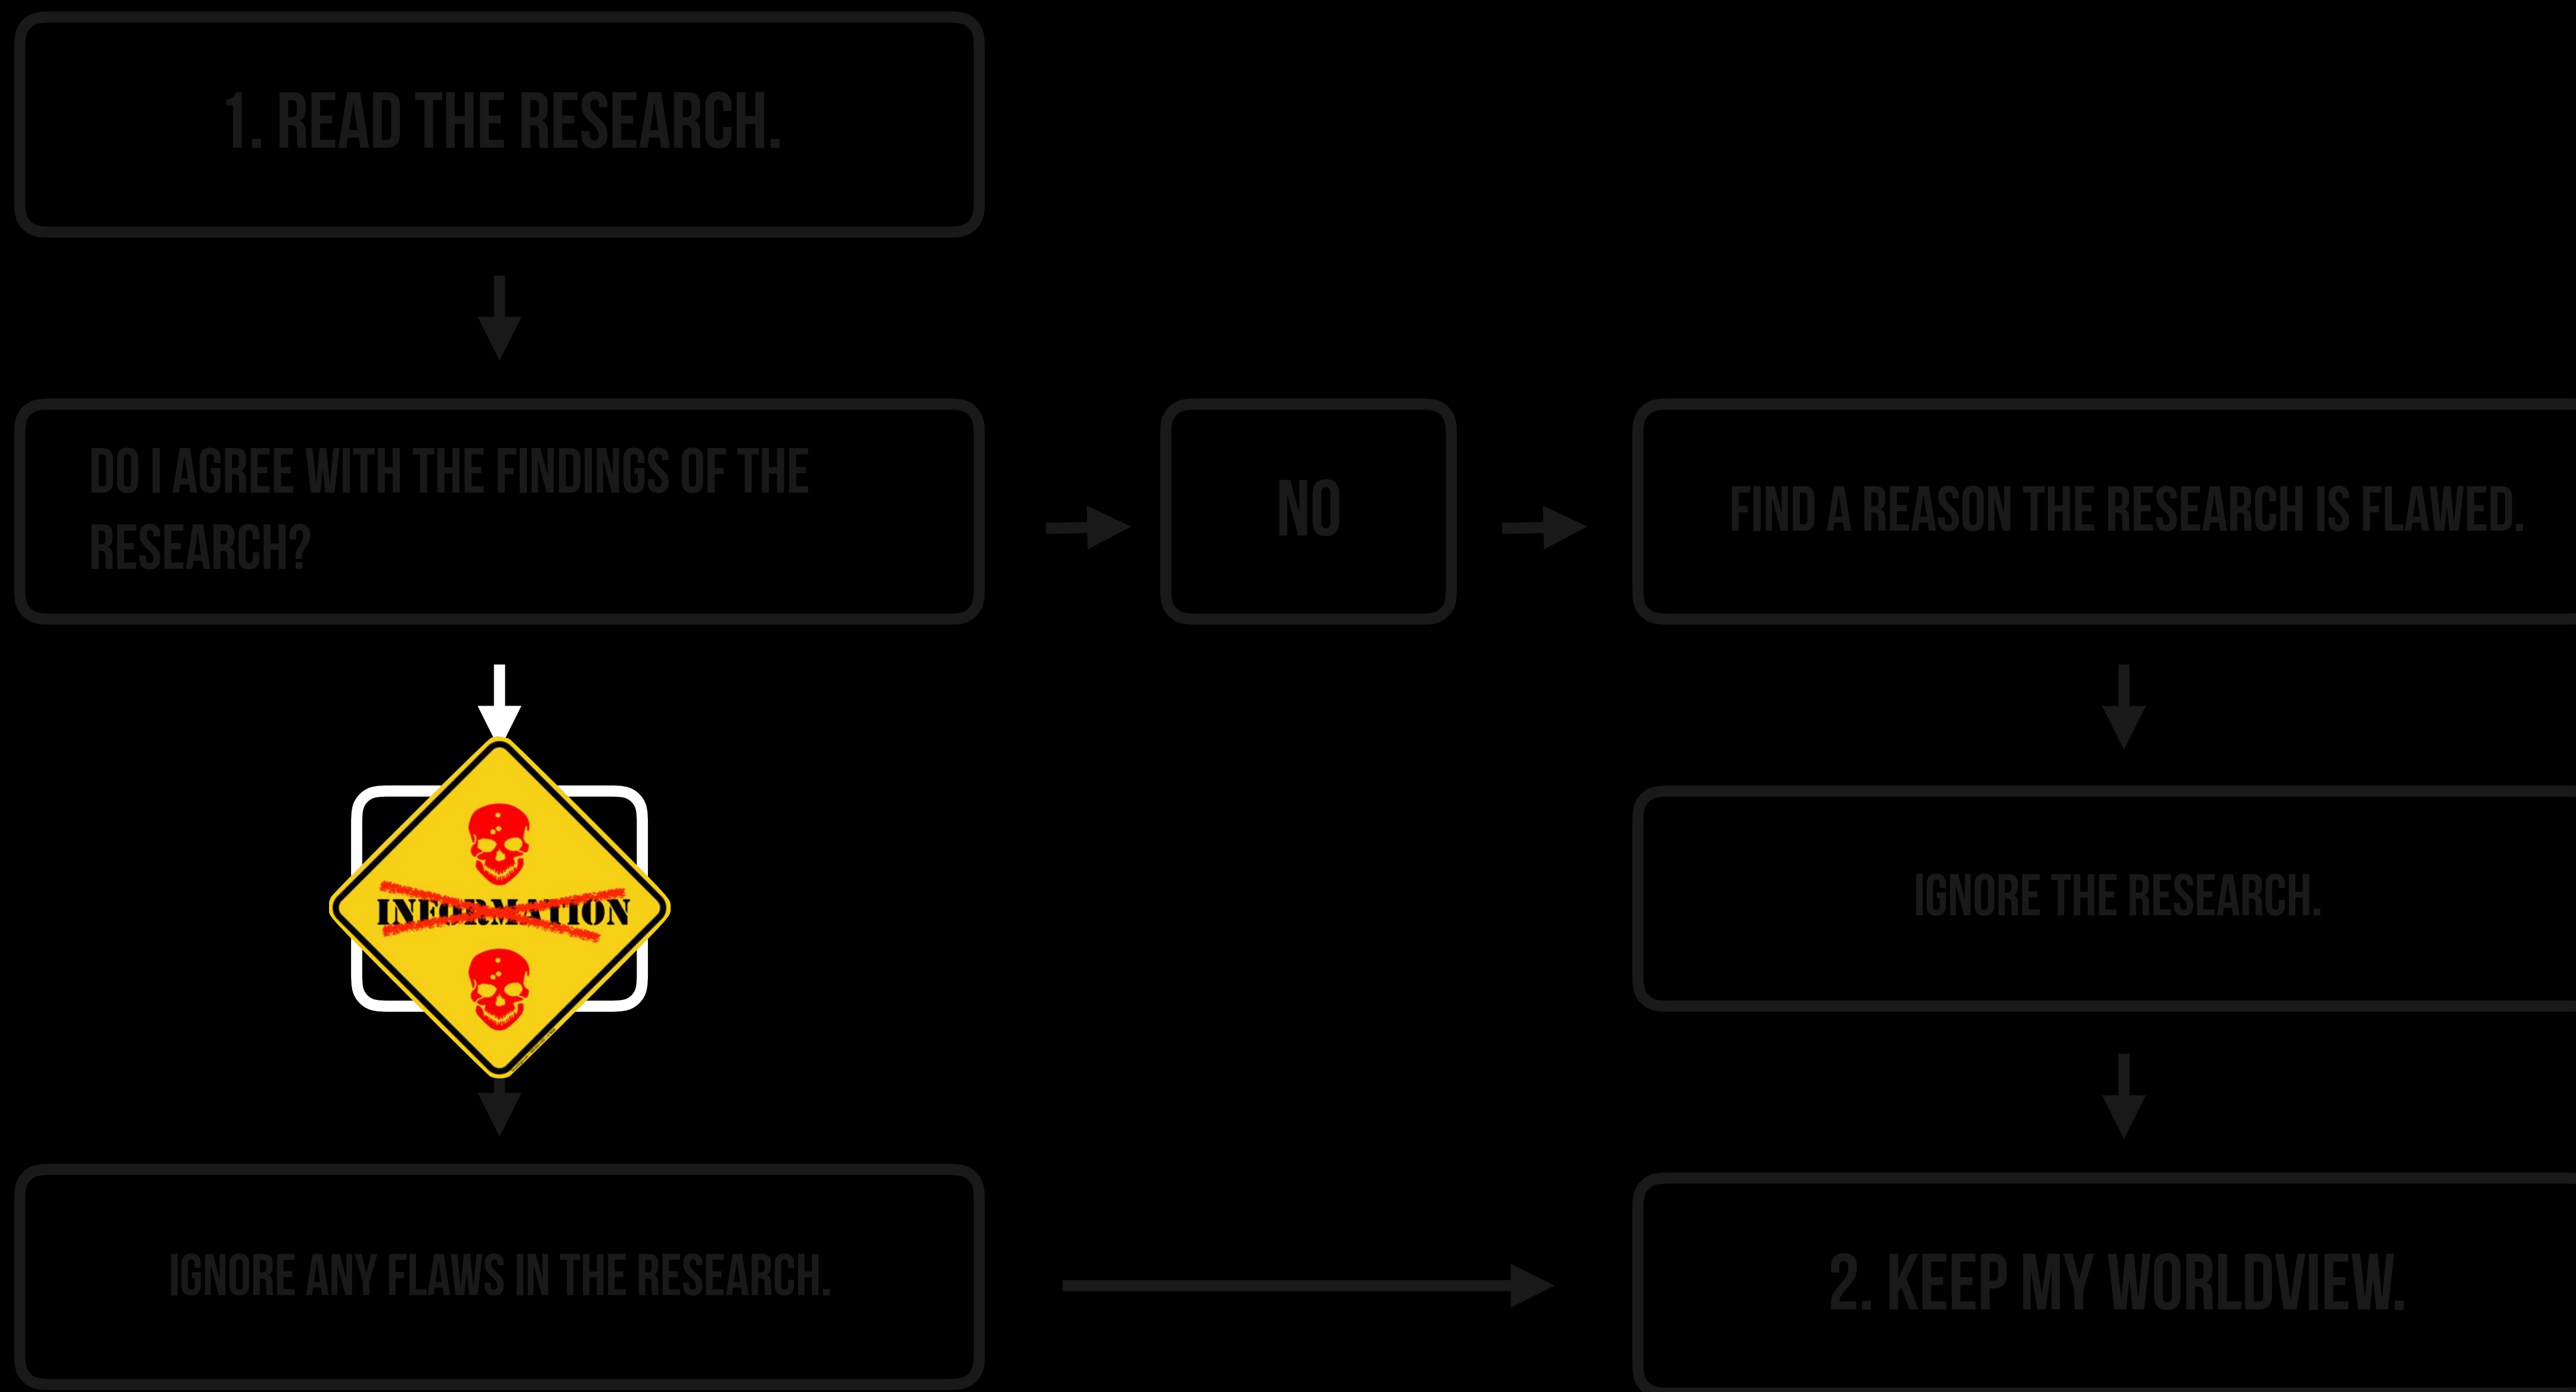 1. READ THE RESEARCH.
DO I AGREE WITH THE FINDINGS OF THE
RESEARCH?
NO
FIND A REASON THE RESEARCH IS FLAWED.
INFORMATION
IGNORE THE RESEARCH.
IGNORE ANY FLAWS IN THE RESEARCH.
2. KEEP MY WORLDVIEW.